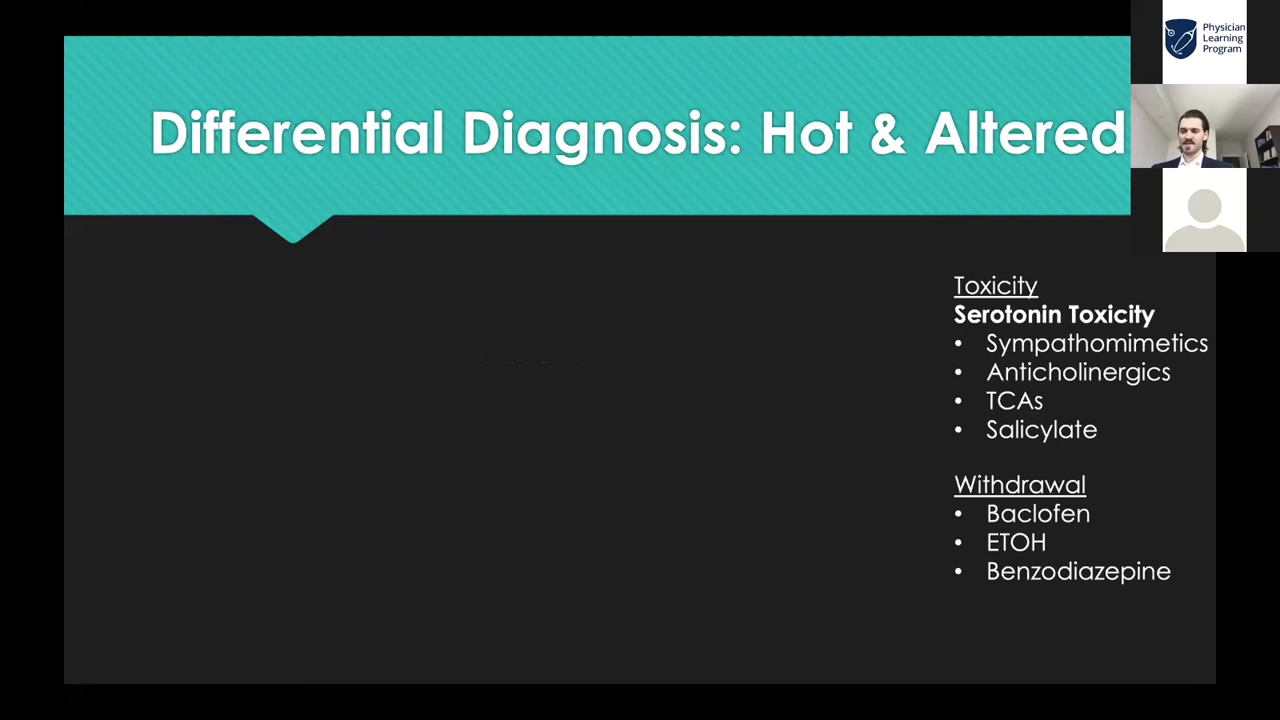 Physician
Learning
Program
Differential Diagnosis: Hot & Altered
Toxicity
Serotonin Toxicity
• Sympathomimetics
• Anticholinergics
• TCAs
• Salicylate
Withdrawal
• Baclofen
• ETOH
• Benzodiazepine